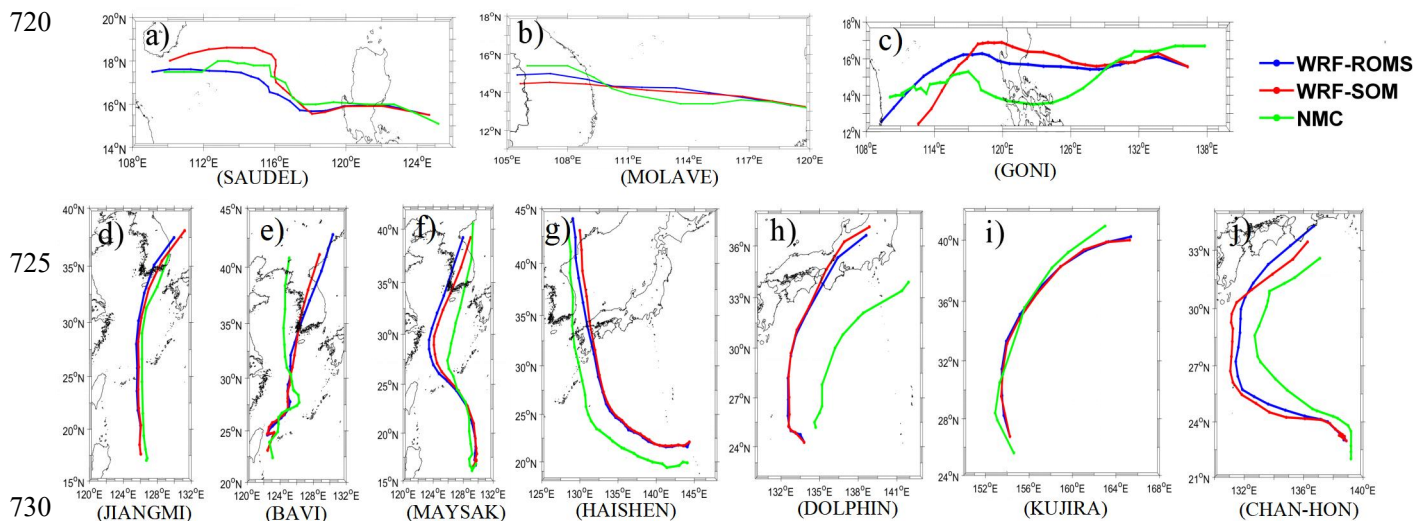 720
a)
20°N
18°N
16°N
14°N
108°E 112°E 116°E 120°E 124°E
(SAUDEL)
b)
18°N
16°N
14°N
12°N
105°E 108°E 111°E 114°E 117°E 120°E
(MOLAVE)
c)
18°N
16°N
14°N
12°N
108°E 114°E 120°E 126°E 132°E 138°E
(GONI)
WRF-ROMS
WRF-SOM
NMC
725
d)
40°N
35°N
30°N
25°N
20°N
15°N
120°E 124°E 128°E 132°E
(JIANGMI)
e)
45°N
40°N
35°N
30°N
25°N
20°N
120°E 124°E 128°E 132°E
(BAVI)
f)
40°N
35°N
30°N
25°N
20°N
15°N
120°E 124°E 128°E 132°E
(MAYSAK)
g)
45°N
40°N
35°N
30°N
25°N
20°N
125°E 130°E 135°E 140°E 145°E
(HAISHEN)
h)
36°N
33°N
30°N
27°N
24°N
132°E 135°E 138°E 141°E
(DOLPHIN)
i)
40°N
36°N
32°N
28°N
24°N
152°E 156°E 160°E 164°E 168°E
(KUJIRA)
j)
33°N
30°N
27°N
24°N
21°N
132°E 136°E 140°E
(CHAN-HON)
730